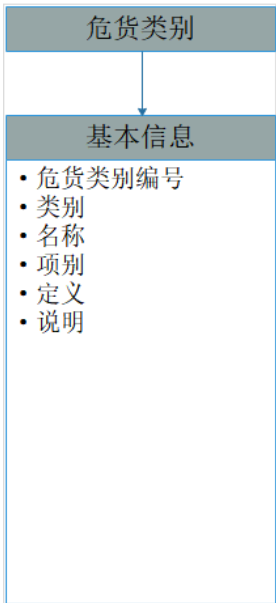 危货类别
基本信息
• 危货类别编号
• 类别
• 名称
• 项别
• 定义
• 说明